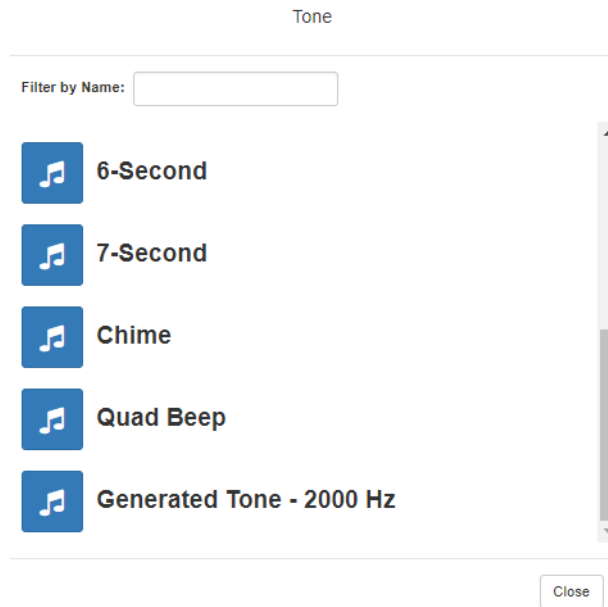 Tone
Filter by Name:
6-Second
7-Second
Chime
Quad Beep
Generated Tone - 2000 Hz
Close